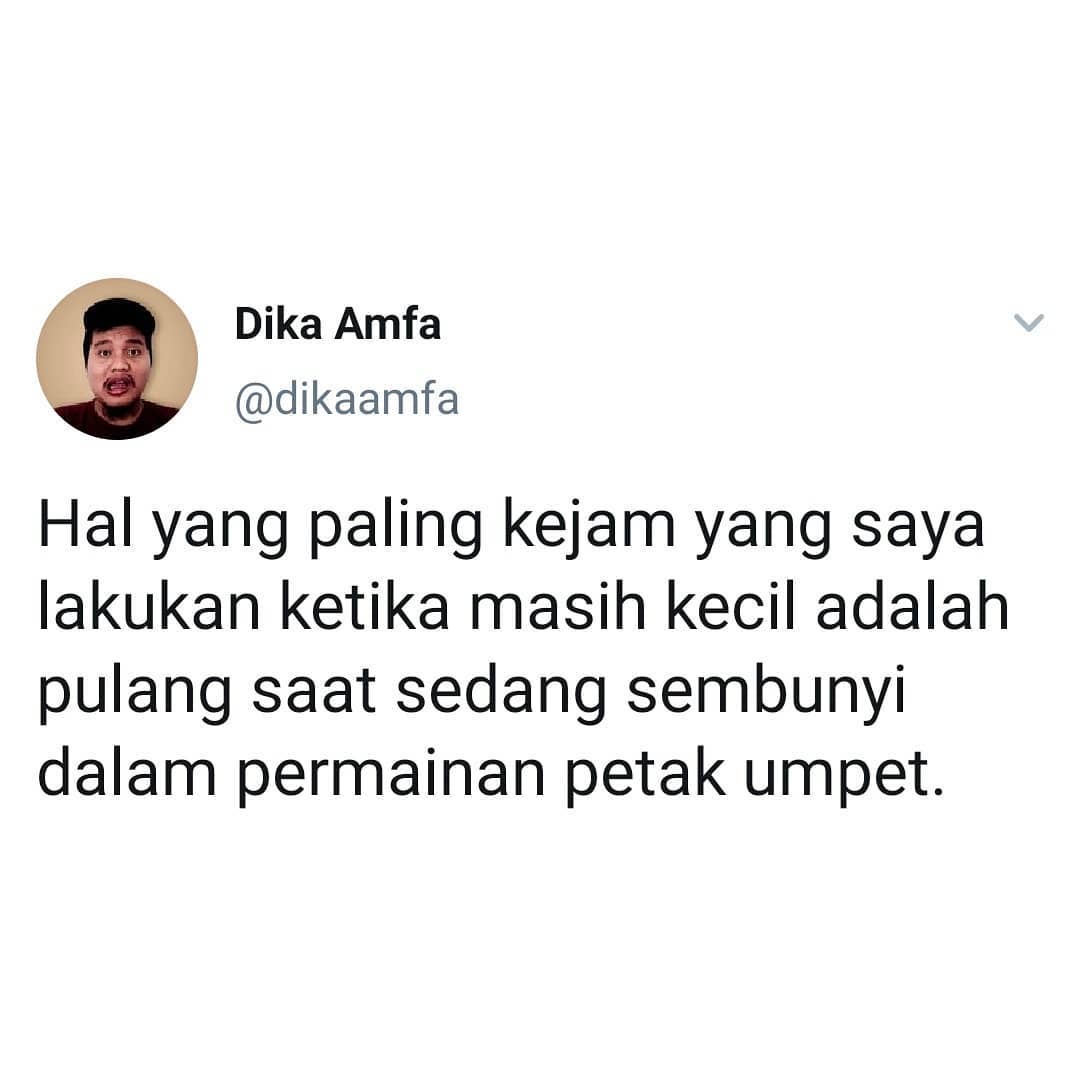 Dika Amfa
@dikaamfa
Hal yang paling kejam yang saya
lakukan ketika masih kecil adalah
pulang saat sedang sembunyi
dalam permainan petak umpet.